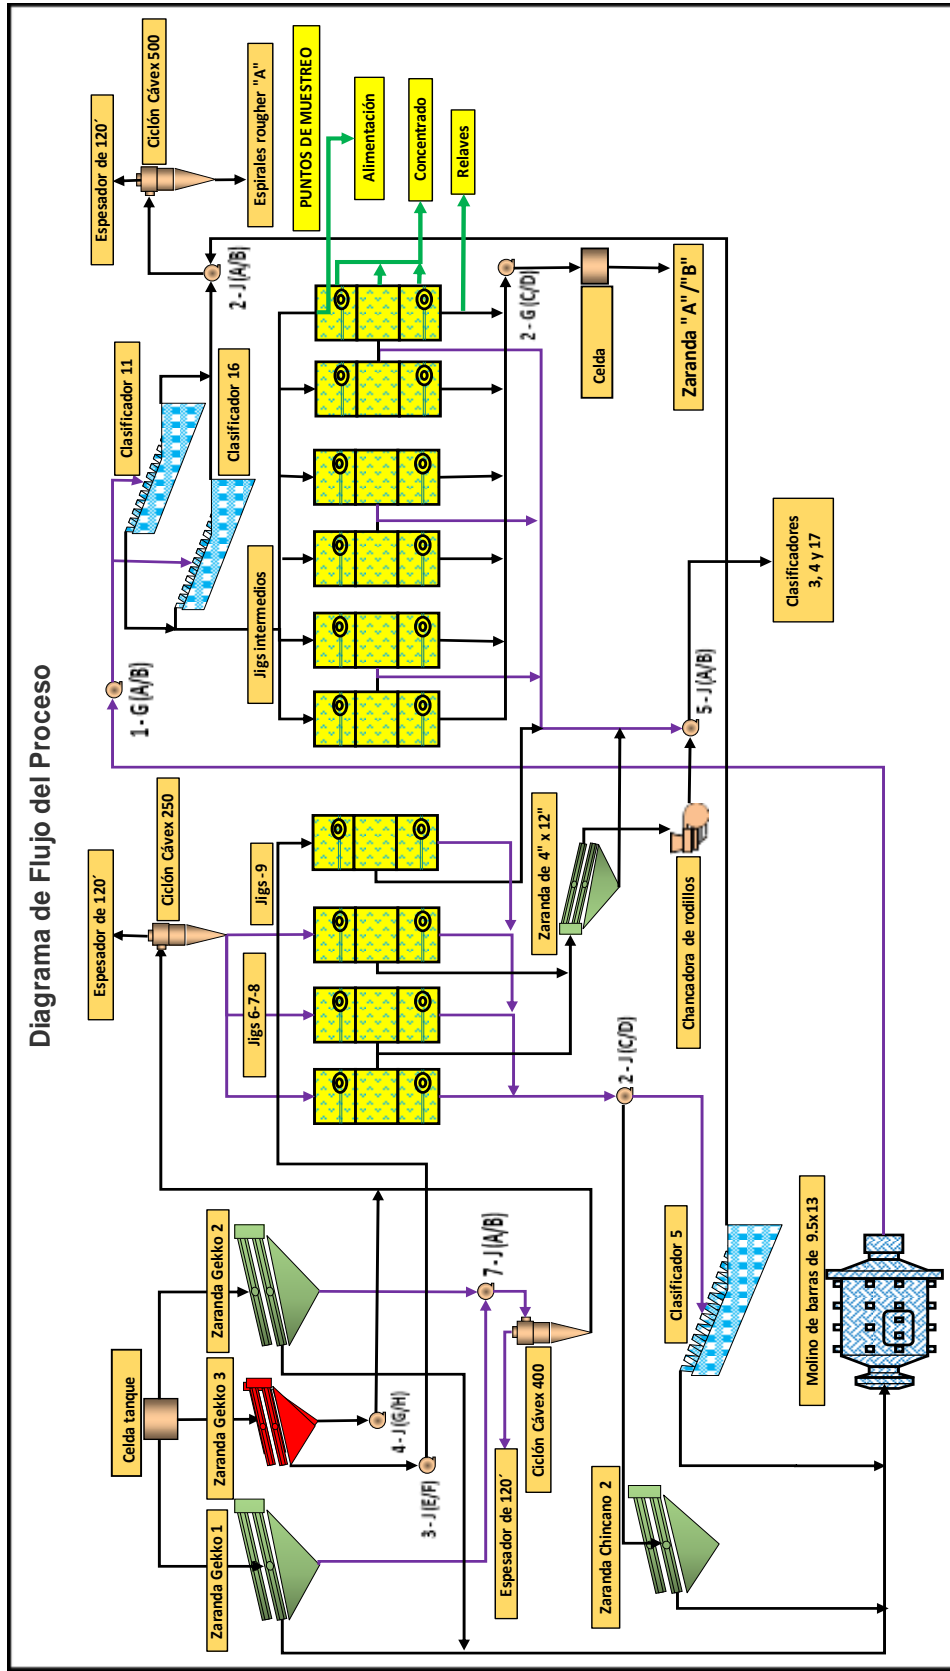 Diagrama de Flujo del Proceso
Celda tanque
Zaranda Gekko 1
Zaranda Gekko 3
Zaranda Gekko 2
3 - J (E/F)
4 - J (G/H)
7 - J (A/B)
Espesador de 120´
Ciclón Cávex 400
Zaranda Chincano 2
Clasificador 5
Molino de barras de 9.5x13
Espesador de 120´
Ciclón Cávex 250
Jigs 6-7-8
Jigs -9
2 - J (C/D)
Zaranda de 4" x 12"
Chancadora de rodillos
5 - J (A/B)
Clasificadores
3, 4 y 17
1 - G (A/B)
Jigs intermedios
Clasificador 11
Clasificador 16
2 - J (A/B)
Espesador de 120´
Ciclón Cávex 500
Espirales rougher "A"
PUNTOS DE MUESTREO
Alimentación
Concentrado
Relaves
2 - G (C/D)
Celda
Zaranda "A"/"B"